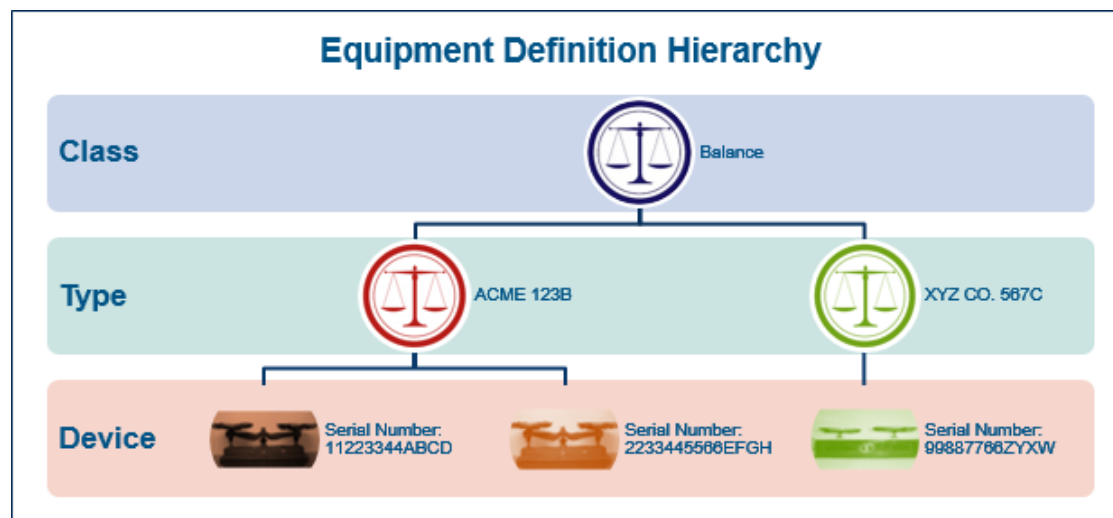 Equipment Definition Hierarchy
Class
Balance
Type
ACME 123B
XYZ CO. 567C
Device
Serial Number:
11223344ABCD
Serial Number:
2233445566EFGH
Serial Number:
99887766ZYXW